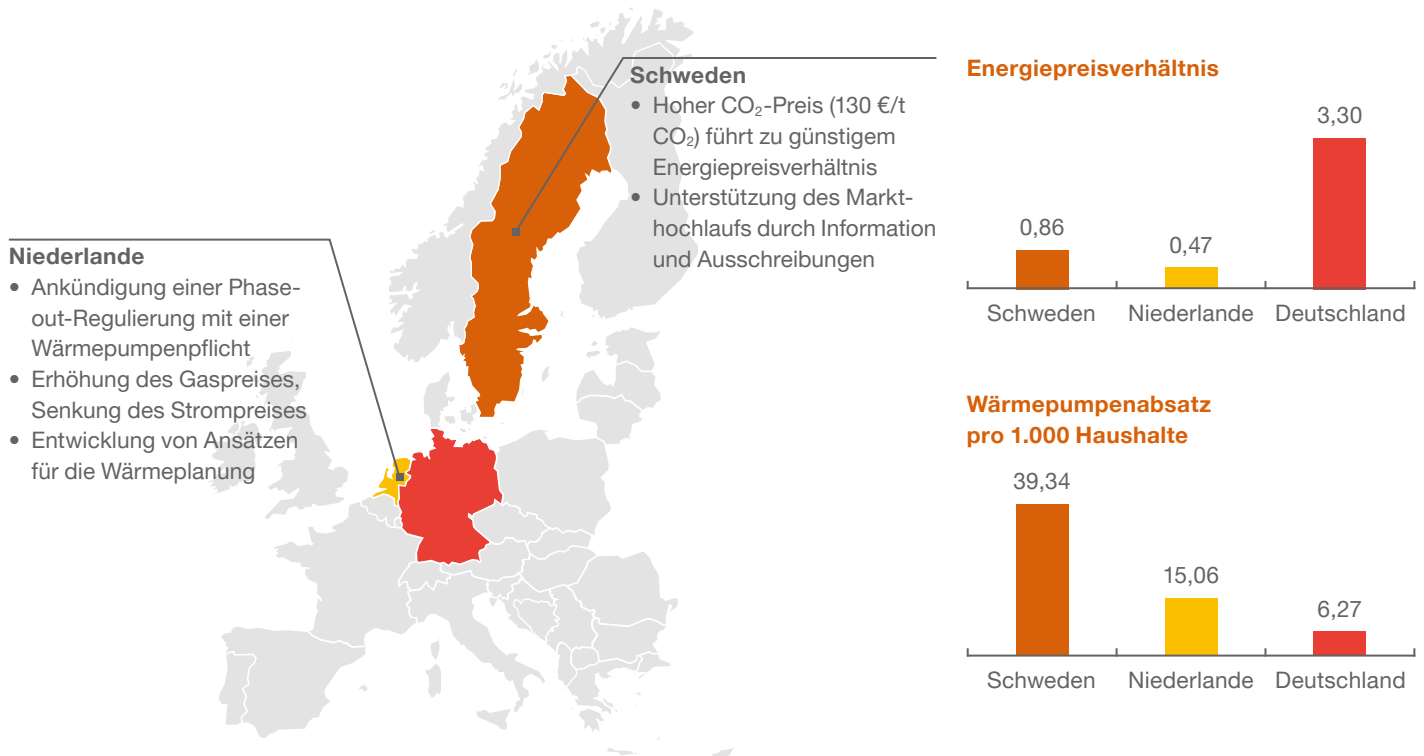 Niederlande
• Ankündigung einer Phase-
out-Regulierung mit einer
Wärmepumpenpflicht
• Erhöhung des Gaspreises,
Senkung des Strompreises
• Entwicklung von Ansätzen
für die Wärmeplanung
Schweden
• Hoher CO₂-Preis (130 €/t
CO₂) führt zu günstigem
Energiepreisverhältnis
• Unterstützung des Markt-
hochlaufs durch Information
und Ausschreibungen
Energiepreisverhältnis
3,30
0,86
0,47
Schweden Niederlande Deutschland
Wärmepumpenabsatz
pro 1.000 Haushalte
39,34
15,06
6,27
Schweden Niederlande Deutschland